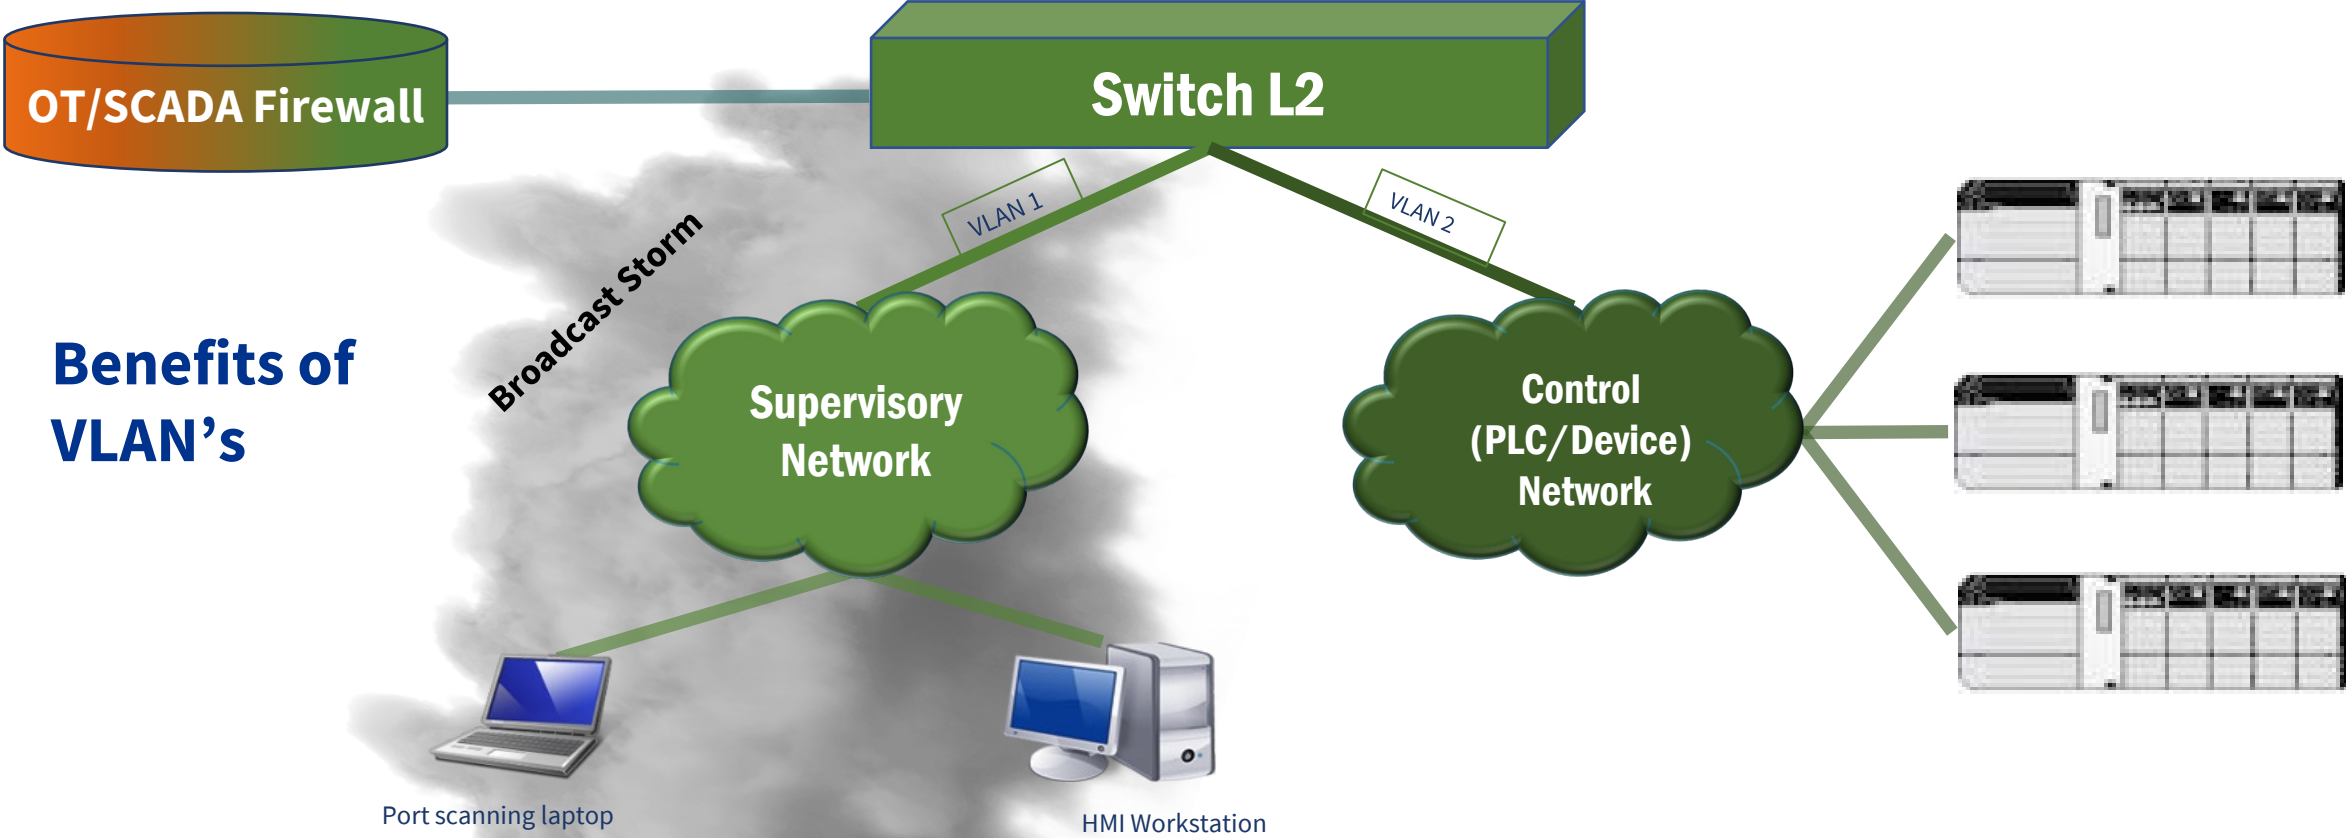 OT/SCADA Firewall
Switch L2
VLAN 1
VLAN 2
Broadcast Storm
Benefits of
VLAN’s
Supervisory
Network
Control
(PLC/Device)
Network
Port scanning laptop
HMI Workstation